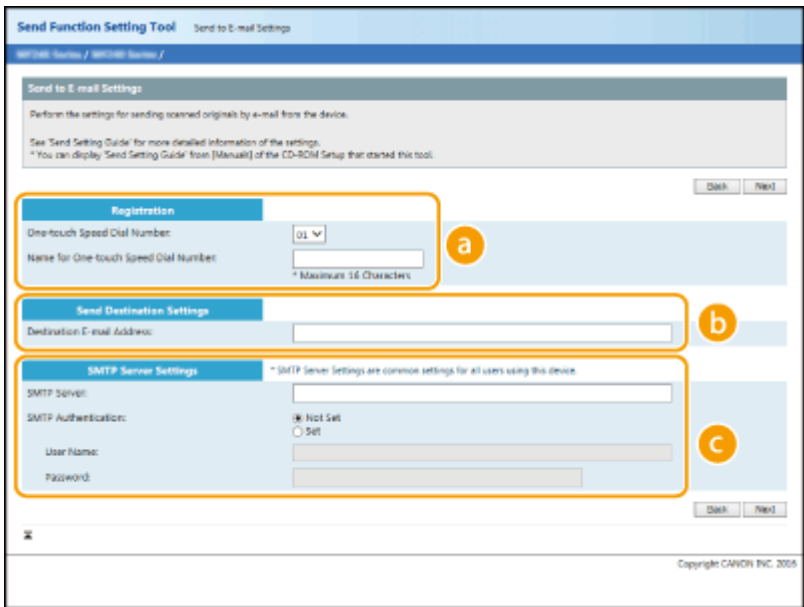 Send Function Setting Tool Send to E-mail Settings
Send to E-mail Settings
Perform the settings for sending scanned originals by e-mail from the device.
See 'Send Setting Guide' for more detailed information of the settings.
* You can display 'Send Setting Guide' from [Manuals] of the CD-ROM Setup that started this tool.
Back Next
Registration
One-touch Speed Dial Number:
01
a
Name for One-touch Speed Dial Number:
* Maximum 16 Characters
Send Destination Settings
b
Destination E-mail Address:
SMTP Server Settings * SMTP Server Settings are common settings for all users using this device.
SMTP Server:
SMTP Authentication: Not Set
Set
c
User Name:
Password:
Back Next
Copyright CANON INC. 2016